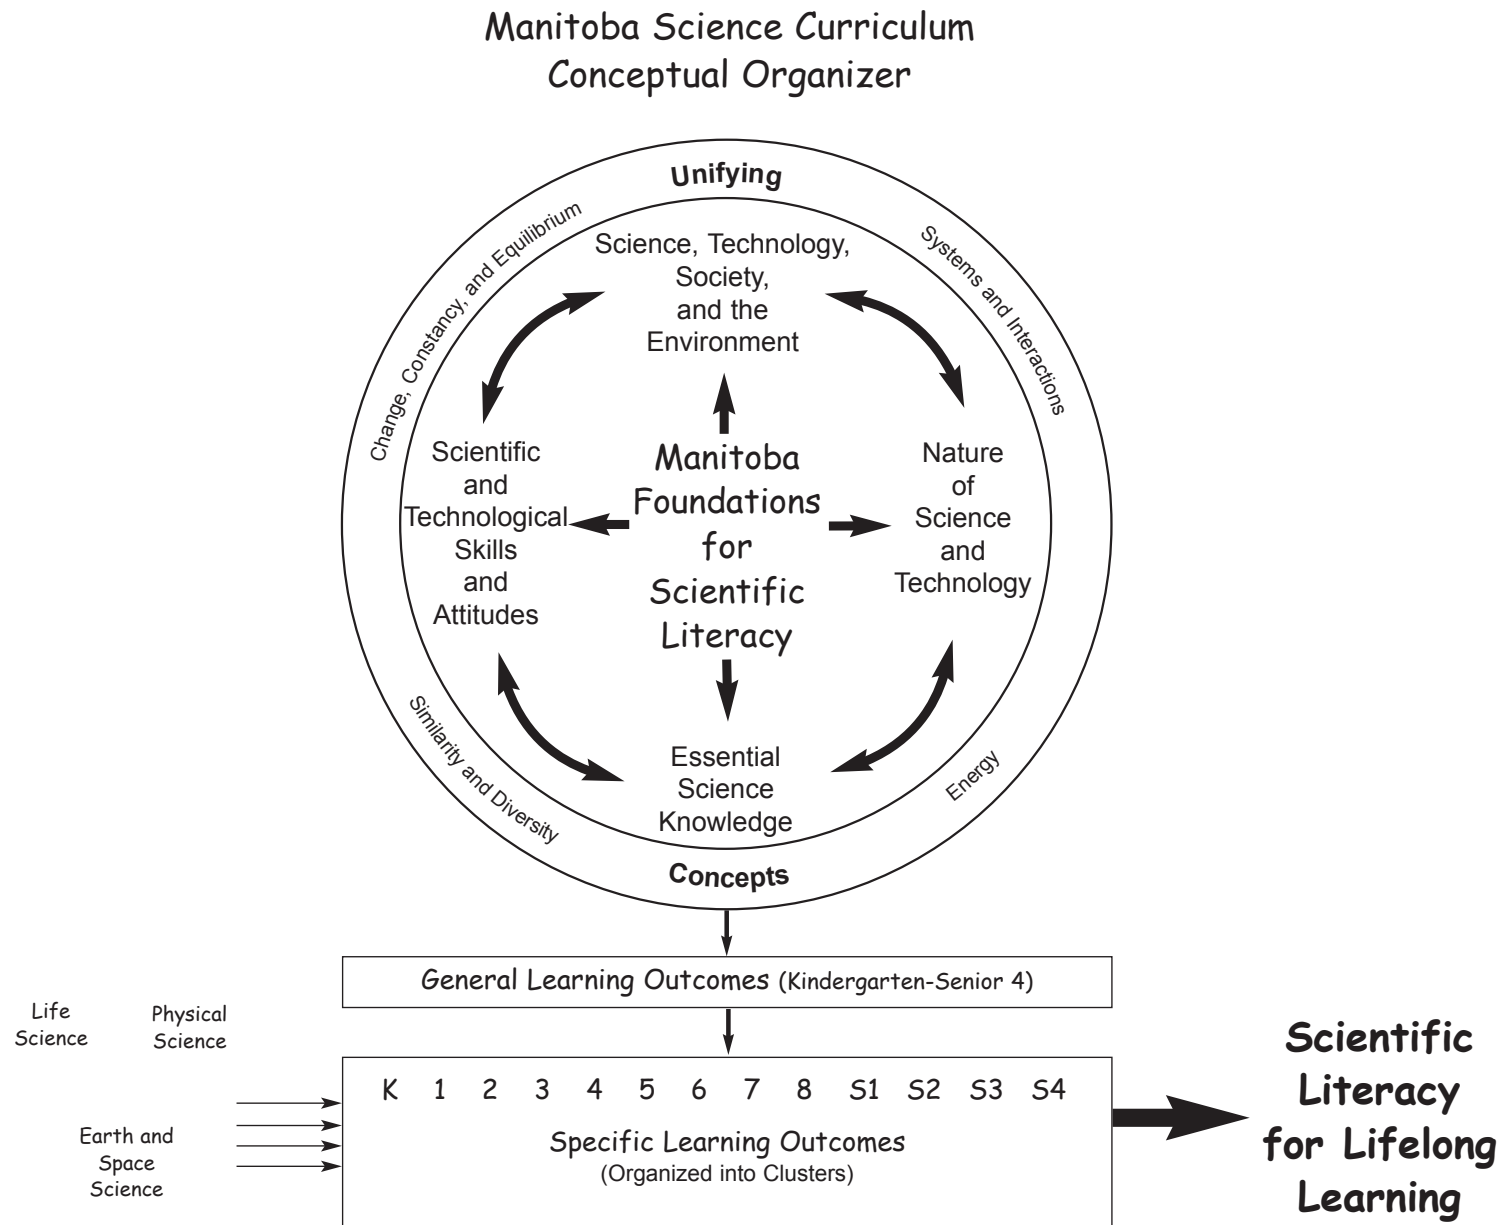 Manitoba Science Curriculum
Conceptual Organizer
Unifying
Change, Constancy, and Equilibrium
Systems and Interactions
Science, Technology,
Society,
and the
Environment
Scientific
and
Technological
Skills
and
Attitudes
Manitoba
Foundations
for
Scientific
Literacy
Nature
of
Science
and
Technology
Essential
Science
Knowledge
Similarity and Diversity
Energy
Concepts
General Learning Outcomes (Kindergarten-Senior 4)
Life
Science
Physical
Science
Earth and
Space
Science
K 1 2 3 4 5 6 7 8 S1 S2 S3 S4
Specific Learning Outcomes
(Organized into Clusters)
Scientific
Literacy
for Lifelong
Learning